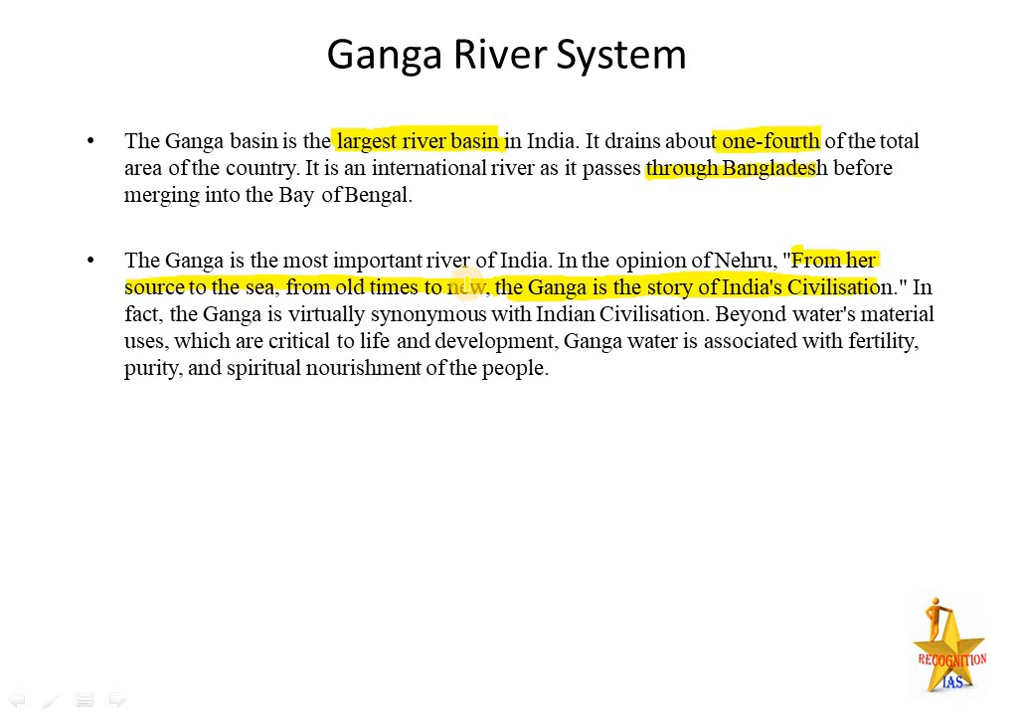 Ganga River System
• The Ganga basin is the largest river basin in India. It drains about one-fourth of the total
area of the country. It is an international river as it passes through Bangladesh before
merging into the Bay of Bengal.
• The Ganga is the most important river of India. In the opinion of Nehru, "From her
source to the sea, from old times to new, the Ganga is the story of India's Civilisation." In
fact, the Ganga is virtually synonymous with Indian Civilisation. Beyond water's material
uses, which are critical to life and development, Ganga water is associated with fertility,
purity, and spiritual nourishment of the people.
RECOGNITION
IAS